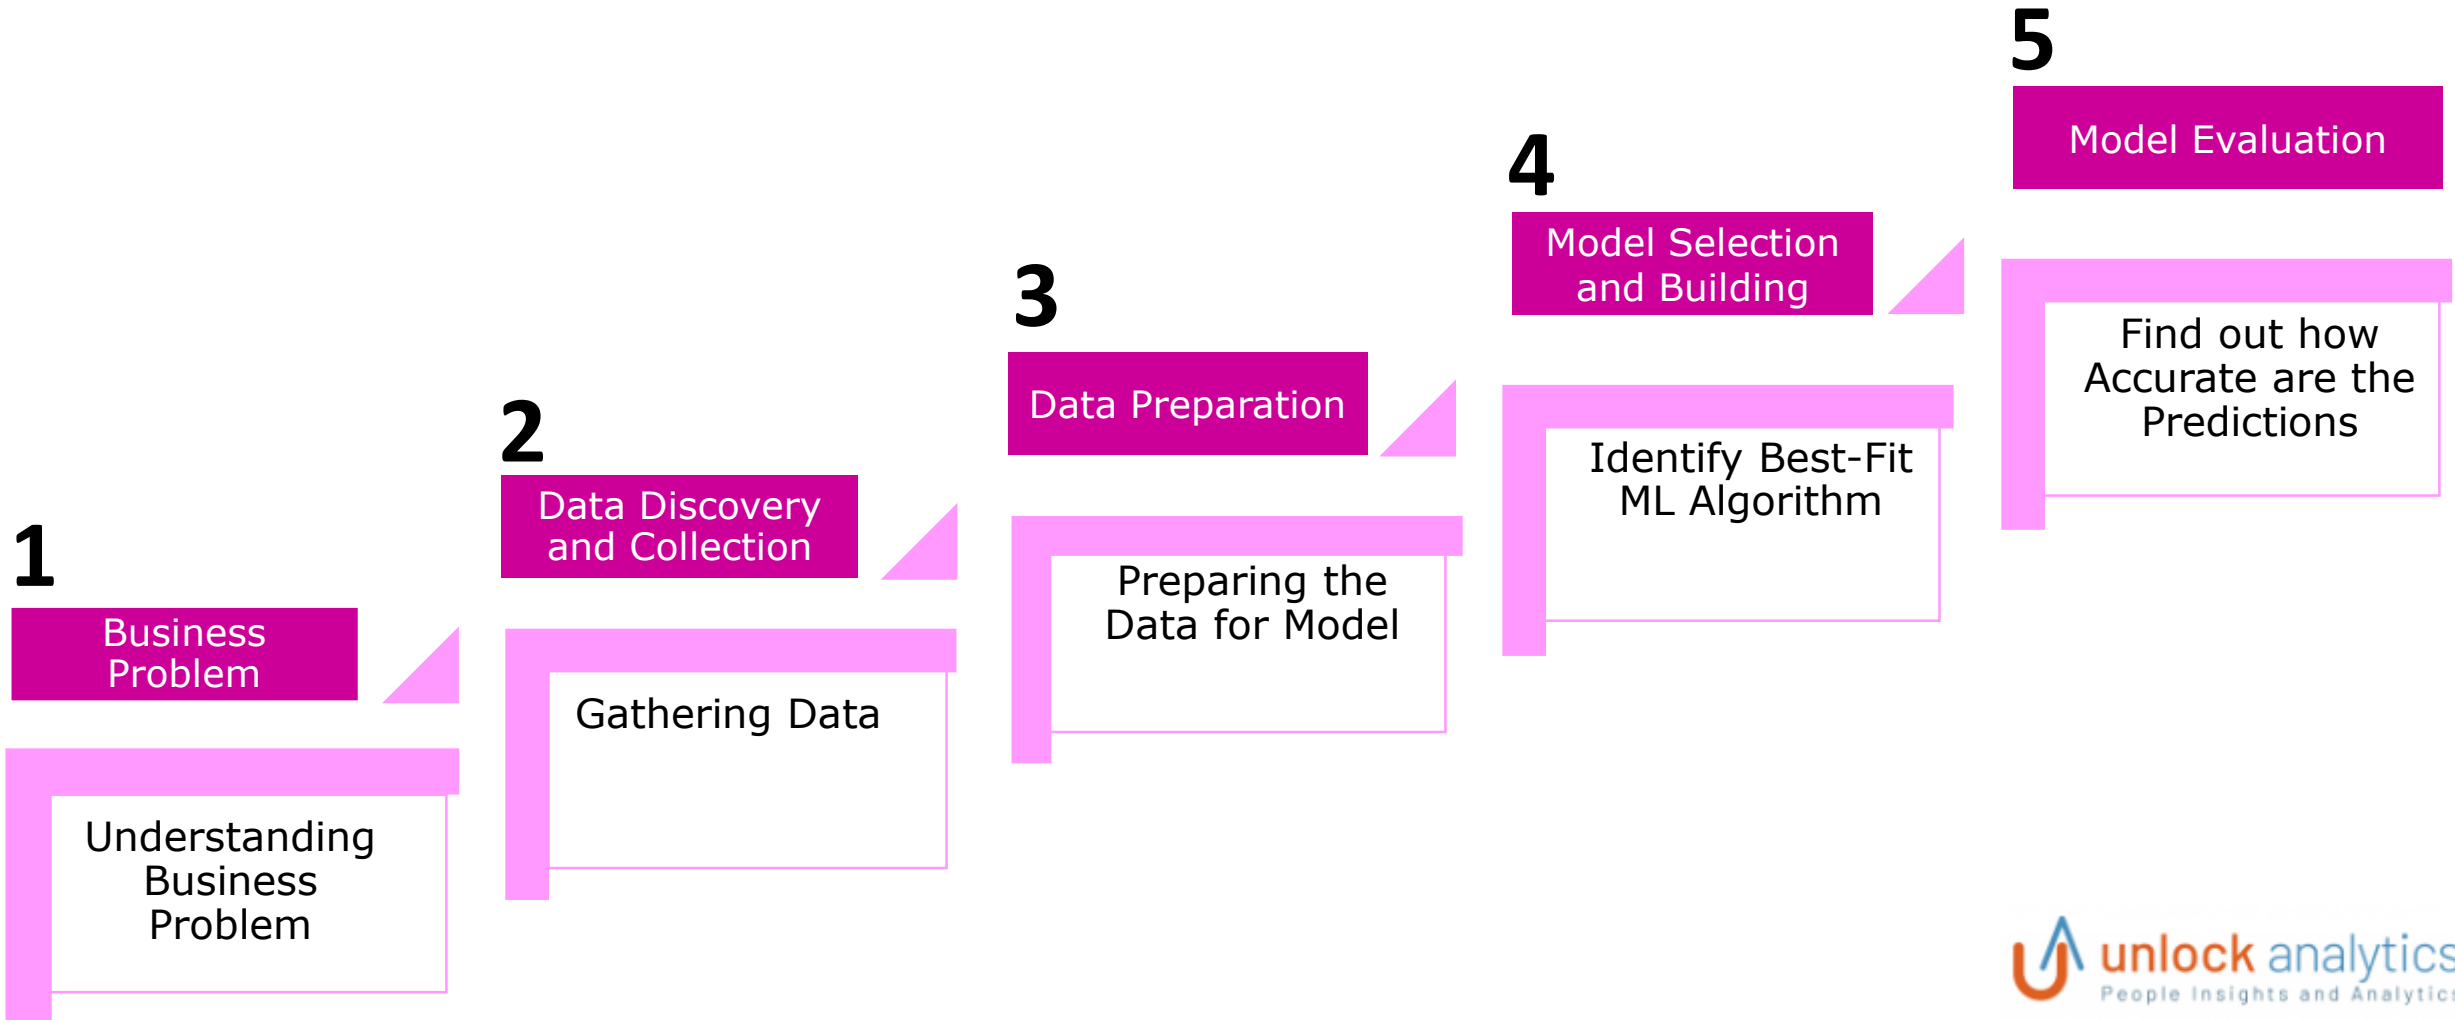 1
Business
Problem
Understanding
Business
Problem
2
Data Discovery
and Collection
Gathering Data
3
Data Preparation
Preparing the
Data for Model
4
Model Selection
and Building
Identify Best-Fit
ML Algorithm
5
Model Evaluation
Find out how
Accurate are the
Predictions
unlock analytics
People Insights and Analytics